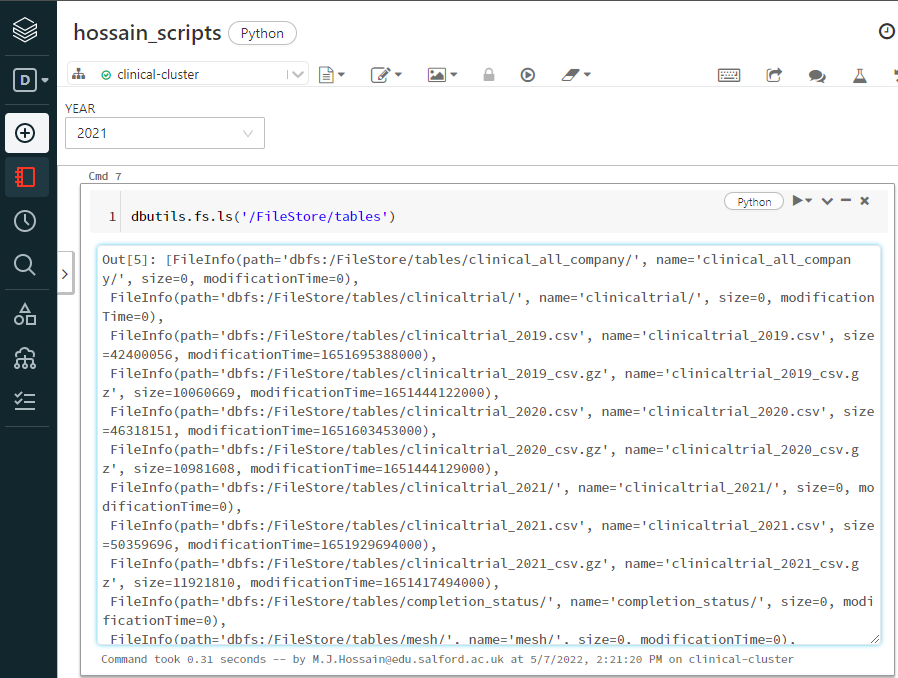 hossain_scripts Python
D
clinical-cluster
YEAR
2021
Cmd 7
Python
1 dbutils.fs.ls('/FileStore/tables')
Out[5]: [FileInfo(path='dbfs:/FileStore/tables/clinical_all_company/', name='clinical_all_compan
y/', size=0, modificationTime=0),
FileInfo(path='dbfs:/FileStore/tables/clinicaltrial/', name='clinicaltrial/', size=0, modification
Time=0),
FileInfo(path='dbfs:/FileStore/tables/clinicaltrial_2019.csv', name='clinicaltrial_2019.csv', size
=42400056, modificationTime=1651695388000),
FileInfo(path='dbfs:/FileStore/tables/clinicaltrial_2019_csv.gz', name='clinicaltrial_2019_csv.g
z', size=10060669, modificationTime=1651444122000),
FileInfo(path='dbfs:/FileStore/tables/clinicaltrial_2020.csv', name='clinicaltrial_2020.csv', size
=46318151, modificationTime=1651603453000),
FileInfo(path='dbfs:/FileStore/tables/clinicaltrial_2020_csv.gz', name='clinicaltrial_2020_csv.g
z', size=10981608, modificationTime=1651444129000),
FileInfo(path='dbfs:/FileStore/tables/clinicaltrial_2021/', name='clinicaltrial_2021/', size=0, mo
dificationTime=0),
FileInfo(path='dbfs:/FileStore/tables/clinicaltrial_2021.csv', name='clinicaltrial_2021.csv', size
=50359696, modificationTime=1651929694000),
FileInfo(path='dbfs:/FileStore/tables/clinicaltrial_2021_csv.gz', name='clinicaltrial_2021_csv.g
z', size=11921810, modificationTime=1651417494000),
FileInfo(path='dbfs:/FileStore/tables/completion_status/', name='completion_status/', size=0, modi
ficationTime=0),
FileInfo(path='dbfs:/FileStore/tables/mesh/', name='mesh/', size=0, modificationTime=0),
Command took 0.31 seconds -- by M.J.Hossain@edu.salford.ac.uk at 5/7/2022, 2:21:20 PM on clinical-cluster